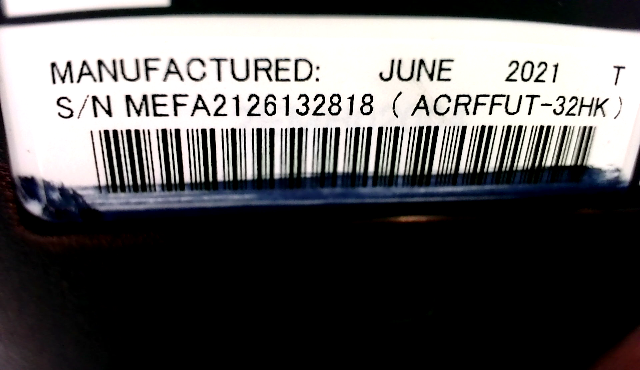 MANUFACTURED: JUNE 2021 T
S/N MEFA2126132818 ( ACRFFUT-32HK )